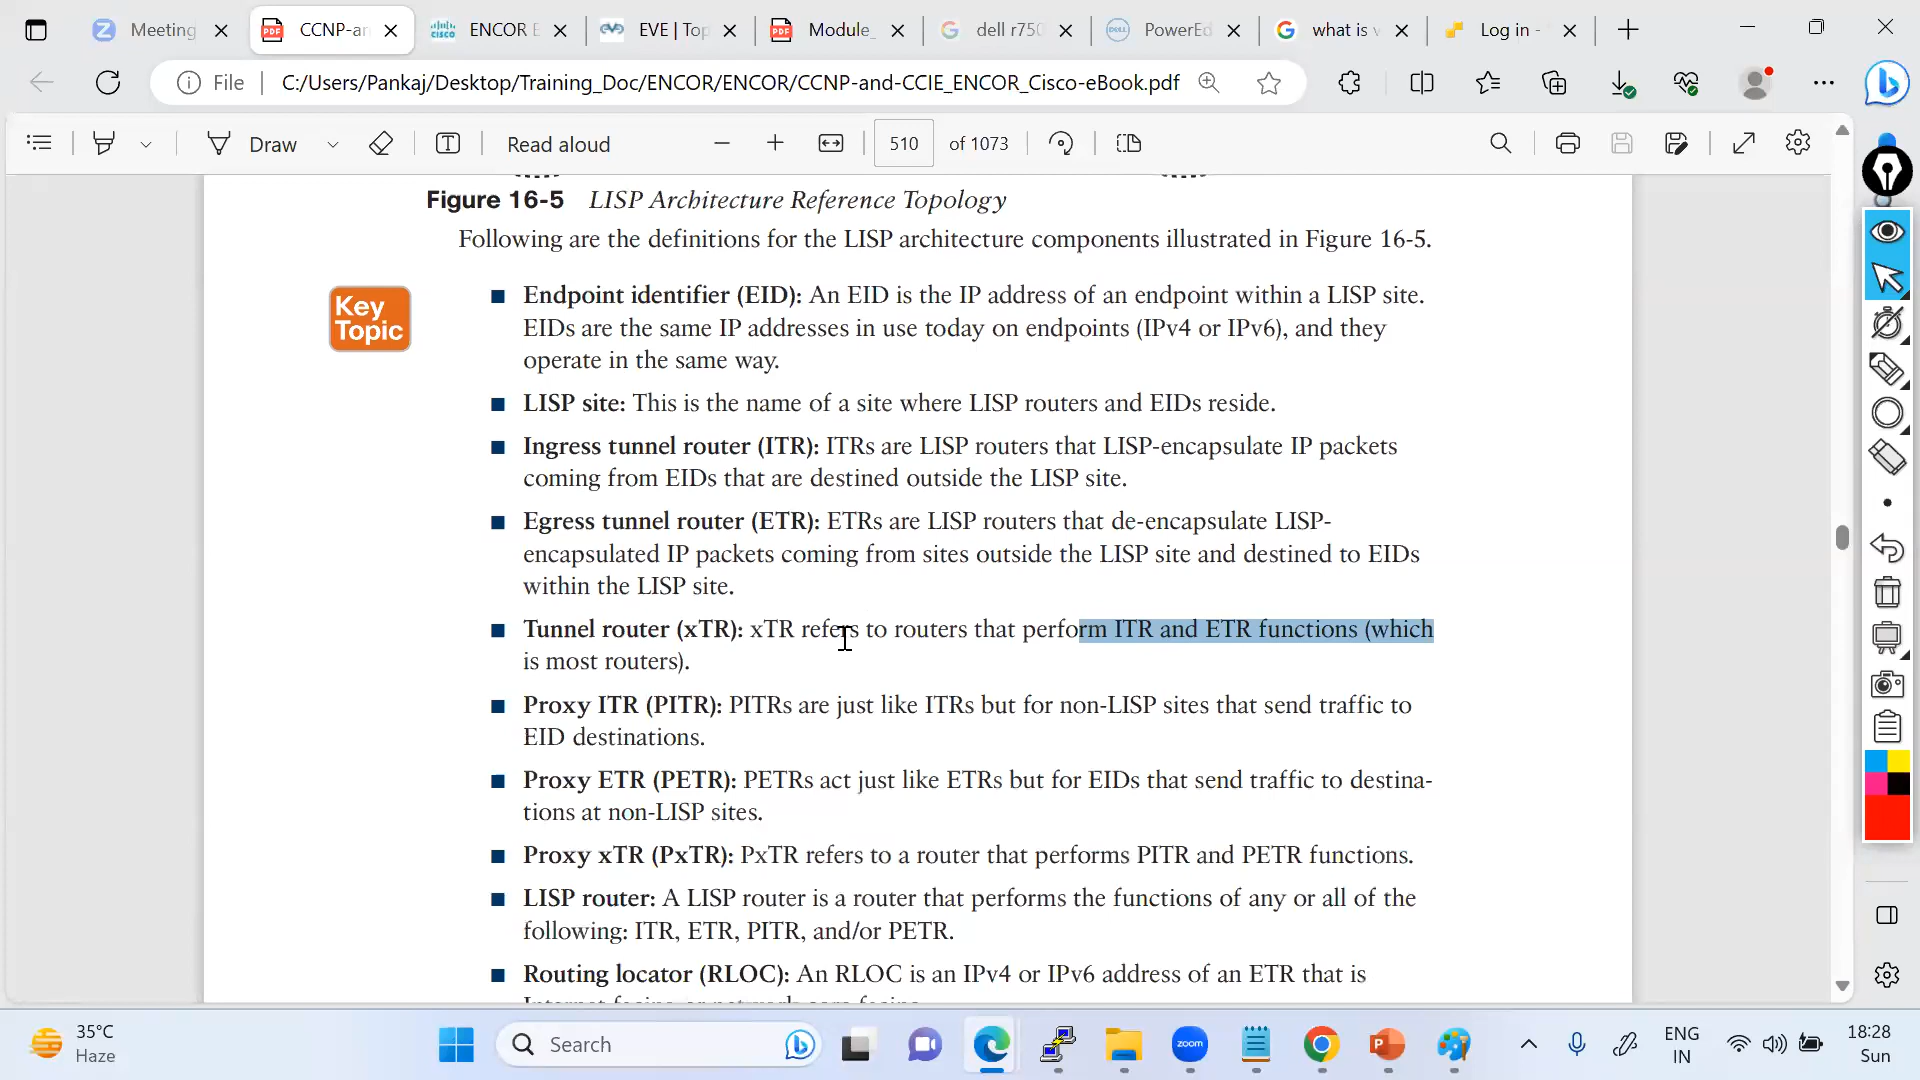 Meeting
CCNP-an
ENCOR E
EVE | Top
Module_
dell r750
PowerEd
what is v
Log in -
File
C:/Users/Pankaj/Desktop/Training_Doc/ENCOR/ENCOR/CCNP-and-CCIE_ENCOR_Cisco-eBook.pdf
Draw
Read aloud
510 of 1073
Figure 16-5 LISP Architecture Reference Topology
Following are the definitions for the LISP architecture components illustrated in Figure 16-5.
Key
Topic
■ Endpoint identifier (EID): An EID is the IP address of an endpoint within a LISP site.
EIDs are the same IP addresses in use today on endpoints (IPv4 or IPv6), and they
operate in the same way.
■ LISP site: This is the name of a site where LISP routers and EIDs reside.
■ Ingress tunnel router (ITR): ITRs are LISP routers that LISP-encapsulate IP packets
coming from EIDs that are destined outside the LISP site.
■ Egress tunnel router (ETR): ETRs are LISP routers that de-encapsulate LISP-
encapsulated IP packets coming from sites outside the LISP site and destined to EIDs
within the LISP site.
■ Tunnel router (xTR): xTR refers to routers that perform ITR and ETR functions (which
is most routers).
■ Proxy ITR (PITR): PITRs are just like ITRs but for non-LISP sites that send traffic to
EID destinations.
■ Proxy ETR (PETR): PETRs act just like ETRs but for EIDs that send traffic to destina-
tions at non-LISP sites.
■ Proxy xTR (PxTR): PxTR refers to a router that performs PITR and PETR functions.
■ LISP router: A LISP router is a router that performs the functions of any or all of the
following: ITR, ETR, PITR, and/or PETR.
■ Routing locator (RLOC): An RLOC is an IPv4 or IPv6 address of an ETR that is
35°C
Haze
Search
zoom
ENG
IN
18:28
Sun